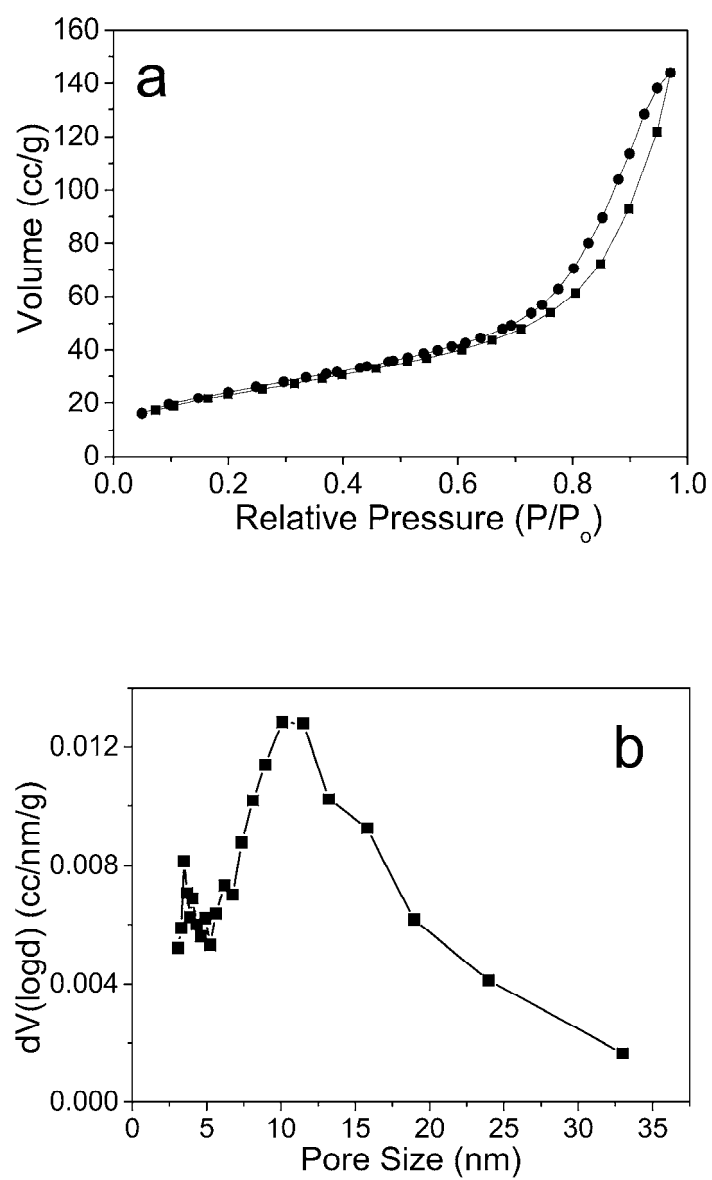 a
Volume (cc/g)
160
140
120
100
80
60
40
20
0
0.0 0.2 0.4 0.6 0.8 1.0
Relative Pressure (P/Po)
b
dV(logd) (cc/nm/g)
0.012
0.008
0.004
0.000
0 5 10 15 20 25 30 35
Pore Size (nm)